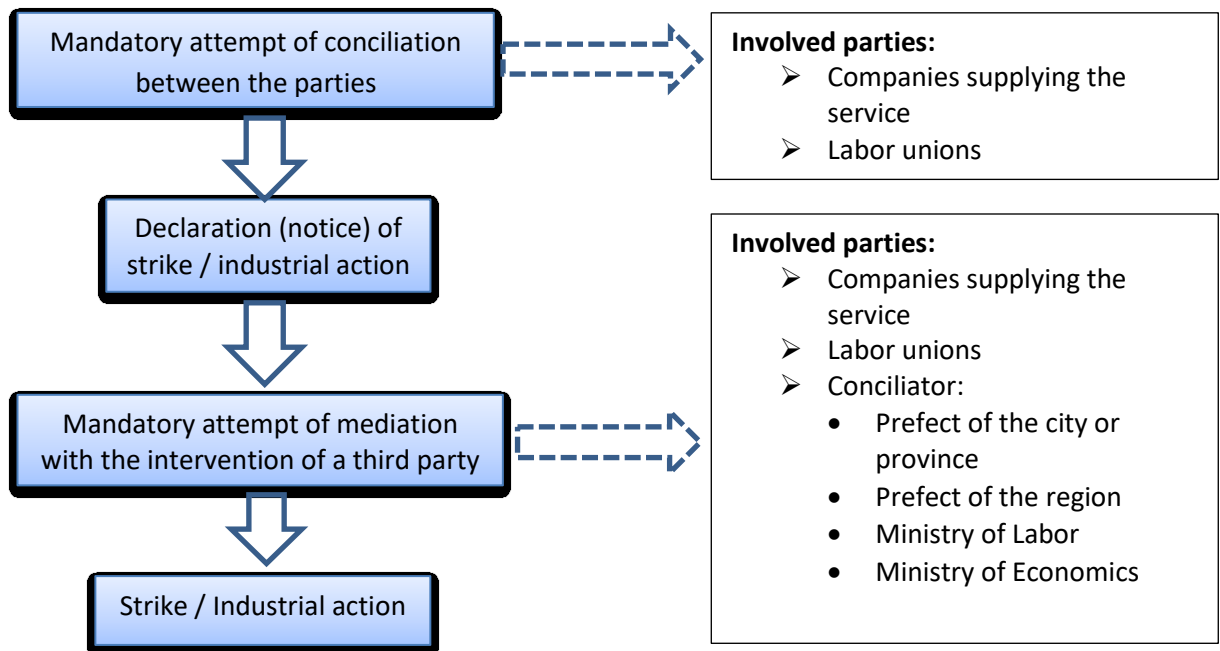 Mandatory attempt of conciliation
between the parties
Involved parties:
➢ Companies supplying the
service
➢ Labor unions
Declaration (notice) of
strike / industrial action
Mandatory attempt of mediation
with the intervention of a third party
Involved parties:
➢ Companies supplying the
service
➢ Labor unions
➢ Conciliator:
• Prefect of the city or
province
• Prefect of the region
• Ministry of Labor
• Ministry of Economics
Strike / Industrial action